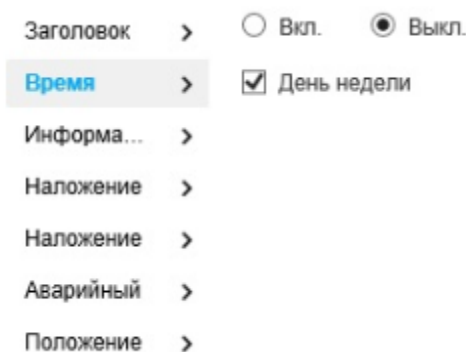 Заголовок
Вкл. Выкл.
Время
День недели
Информа...
Наложение
Наложение
Аварийный
Положение